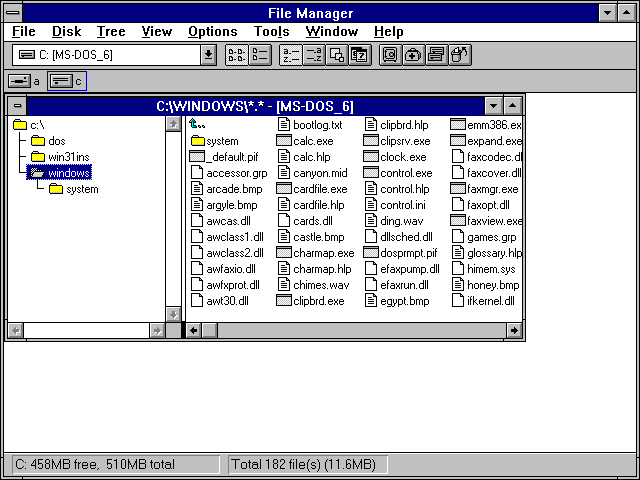 File Manager
File Disk Tree View Options Tools Window Help
C: [MS-DOS_6]
a c
C:\WINDOWS\*.* - [MS-DOS_6]
c:\
dos
win31ins
windows
system
..
system
_default.pif
accessor.grp
arcade.bmp
argyle.bmp
awcas.dll
awclass1.dll
awclass2.dll
awfaxio.dll
awfxprot.dll
awt30.dll
bootlog.txt
calc.exe
calc.hlp
canyon.mid
cardfile.exe
cardfile.hlp
cards.dll
castle.bmp
charmap.exe
charmap.hlp
chimes.wav
clipbrd.exe
clipbrd.hlp
clipsrv.exe
clock.exe
control.exe
control.hlp
control.ini
ding.wav
dllsched.dll
dosprmpt.pif
efaxpump.dll
efaxrun.dll
egypt.bmp
emm386.ex
expand.exe
faxcodec.dl
faxcover.dll
faxmgr.exe
faxopt.dll
faxview.exe
games.grp
glossary.hlp
himem.sys
honey.bmp
ifkernel.dll
C: 458MB free, 510MB total
Total 182 file(s) (11.6MB)